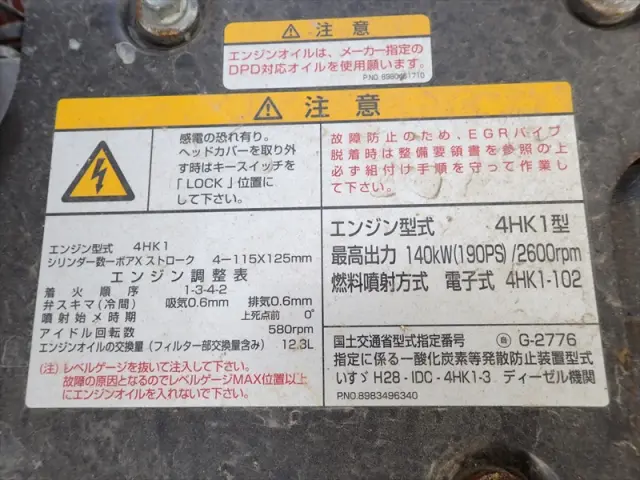 注意
エンジンオイルは、メーカー指定の
DPD対応オイルを使用願います。
P.NO. 8980961710
注意
感電の恐れ有り。
ヘッドカバーを取り外
す時はキースイッチを
「LOCK」位置に
して下さい。
故障防止のため、EGRパイプ
脱着時は整備要領書を参照の上
必ず組付け手順を守って作業し
て下さい。
エンジン型式 4HK1
シリンダー数ーボアXストローク 4-115X125mm
エンジン調整表
着火順序 1-3-4-2
弁スキマ(冷間) 吸気0.6mm 排気0.6mm
噴射始メ時期 上死点前 0°
アイドル回転数 580rpm
エンジンオイルの交換量(フィルター部交換量含み) 12.3L
(注)レベルゲージを抜いて注入して下さい。
故障の原因となるのでレベルゲージMAX位置以上
にエンジンオイルを入れないで下さい。
エンジン型式 4HK1型
最高出力 140kW(190PS)/2600rpm
燃料噴射方式 電子式 4HK1-102
国土交通省型式指定番号 自 G-2776
指定に係る一酸化炭素等発散防止装置型式
いすゞ H28-IDC-4HK1-3 ディーゼル機関
P.NO. 8983496340